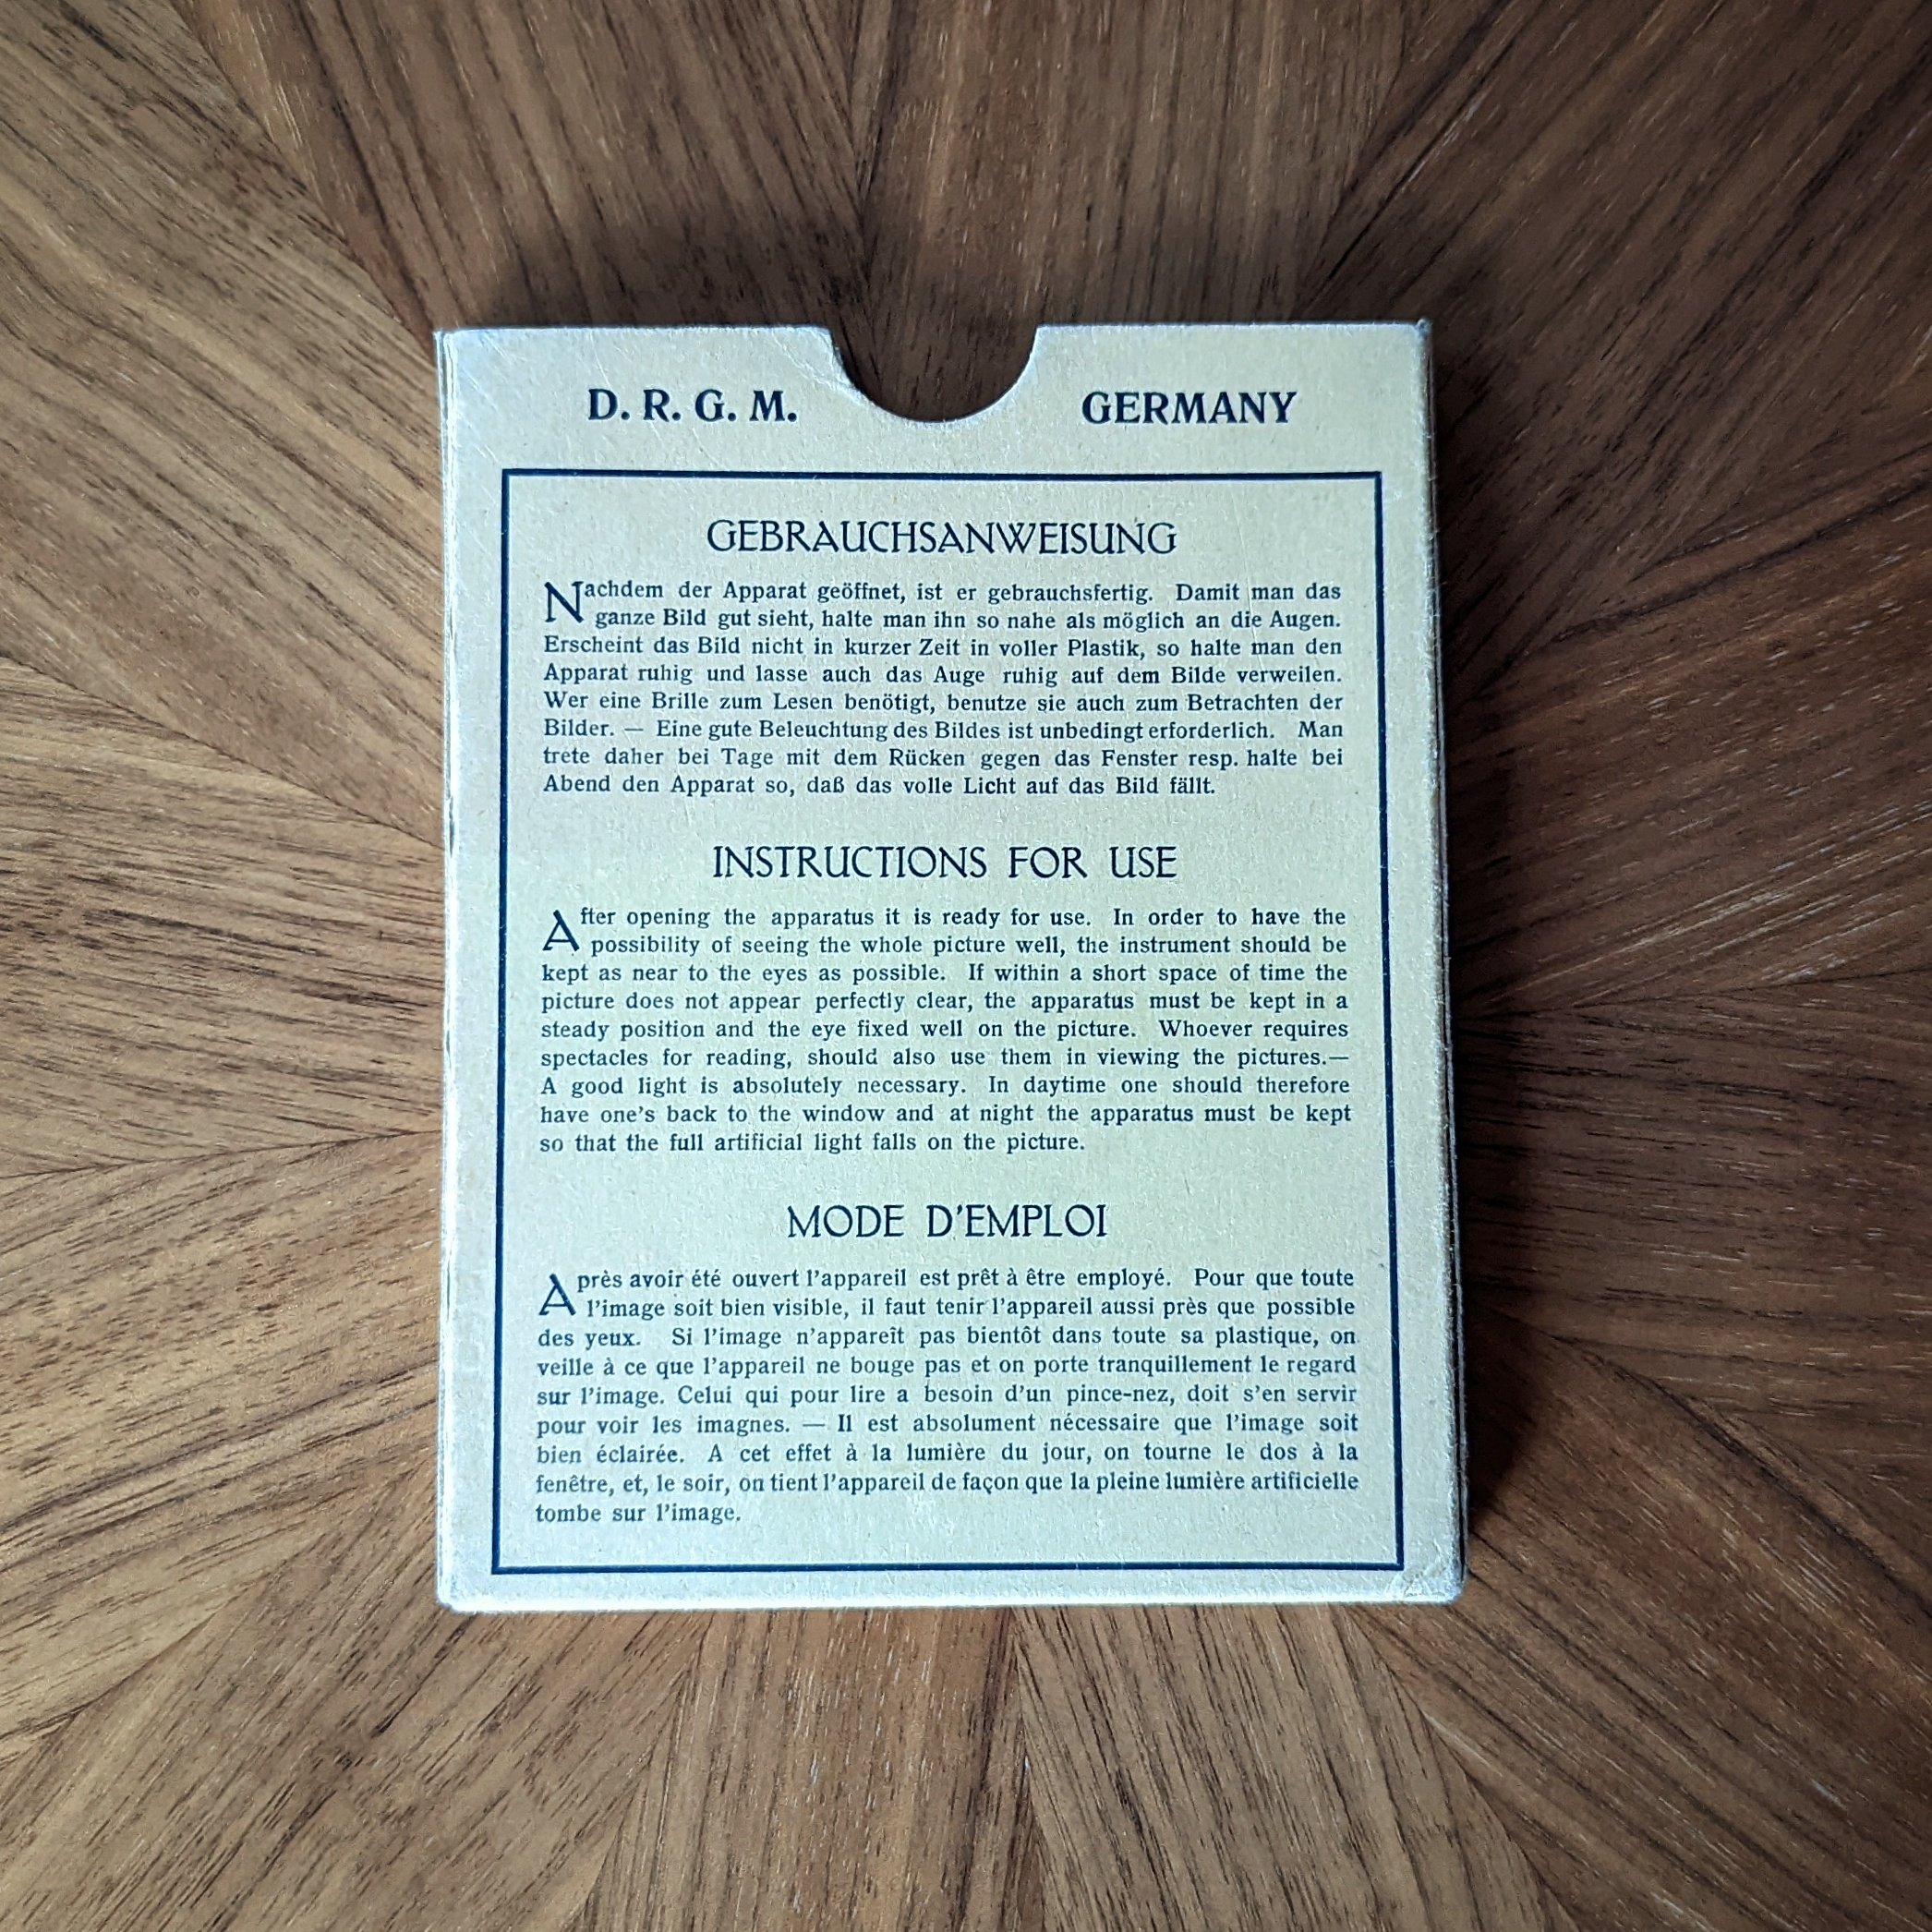 D. R. G. M. GERMANY
GEBRAUCHSANWEISUNG
Nachdem der Apparat geöffnet, ist er gebrauchsfertig. Damit man das
ganze Bild gut sieht, halte man ihn so nahe als möglich an die Augen.
Erscheint das Bild nicht in kurzer Zeit in voller Plastik, so halte man den
Apparat ruhig und lasse auch das Auge ruhig auf dem Bilde verweilen.
Wer eine Brille zum Lesen benötigt, benutze sie auch zum Betrachten der
Bilder. — Eine gute Beleuchtung des Bildes ist unbedingt erforderlich. Man
trete daher bei Tage mit dem Rücken gegen das Fenster resp. halte bei
Abend den Apparat so, daß das volle Licht auf das Bild fällt.
INSTRUCTIONS FOR USE
After opening the apparatus it is ready for use. In order to have the
possibility of seeing the whole picture well, the instrument should be
kept as near to the eyes as possible. If within a short space of time the
picture does not appear perfectly clear, the apparatus must be kept in a
steady position and the eye fixed well on the picture. Whoever requires
spectacles for reading, should also use them in viewing the pictures.—
A good light is absolutely necessary. In daytime one should therefore
have one's back to the window and at night the apparatus must be kept
so that the full artificial light falls on the picture.
MODE D'EMPLOI
Après avoir été ouvert l'appareil est prêt à être employé. Pour que toute
l'image soit bien visible, il faut tenir l'appareil aussi près que possible
des yeux. Si l'image n'appareît pas bientôt dans toute sa plastique, on
veille à ce que l'appareil ne bouge pas et on porte tranquillement le regard
sur l'image. Celui qui pour lire a besoin d'un pince-nez, doit s'en servir
pour voir les imagnes. — Il est absolument nécessaire que l'image soit
bien éclairée. A cet effet à la lumière du jour, on tourne le dos à la
fenêtre, et, le soir, on tient l'appareil de façon que la pleine lumière artificielle
tombe sur l'image.